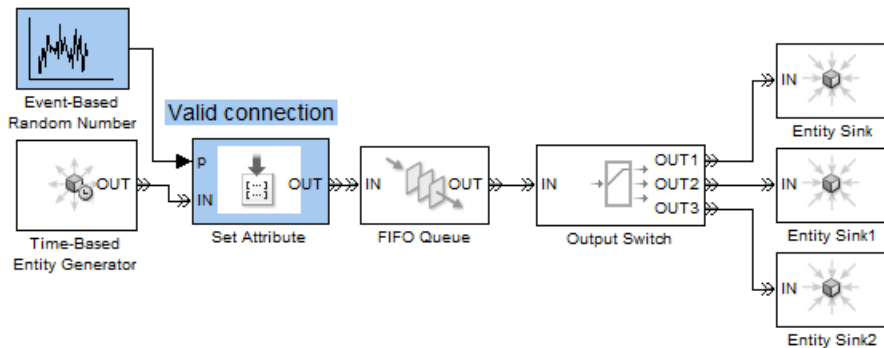 Event-Based
Random Number
Valid connection
p
IN
OUT
Set Attribute
OUT
Time-Based
Entity Generator
IN
OUT
FIFO Queue
IN
OUT1
OUT2
OUT3
Output Switch
IN
Entity Sink
IN
Entity Sink1
IN
Entity Sink2